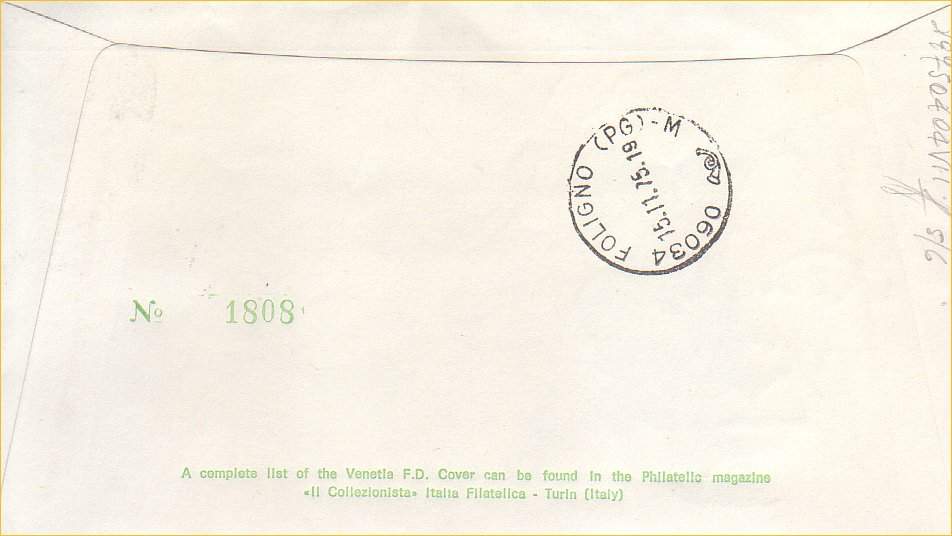 FOLIGNO (PG)-M
06034
15.11.75.19
No 1808
A complete list of the Venetia F.D. Cover can be found in the Philatelic magazine
«Il Collezionista» Italia Filatelica - Turin (Italy)